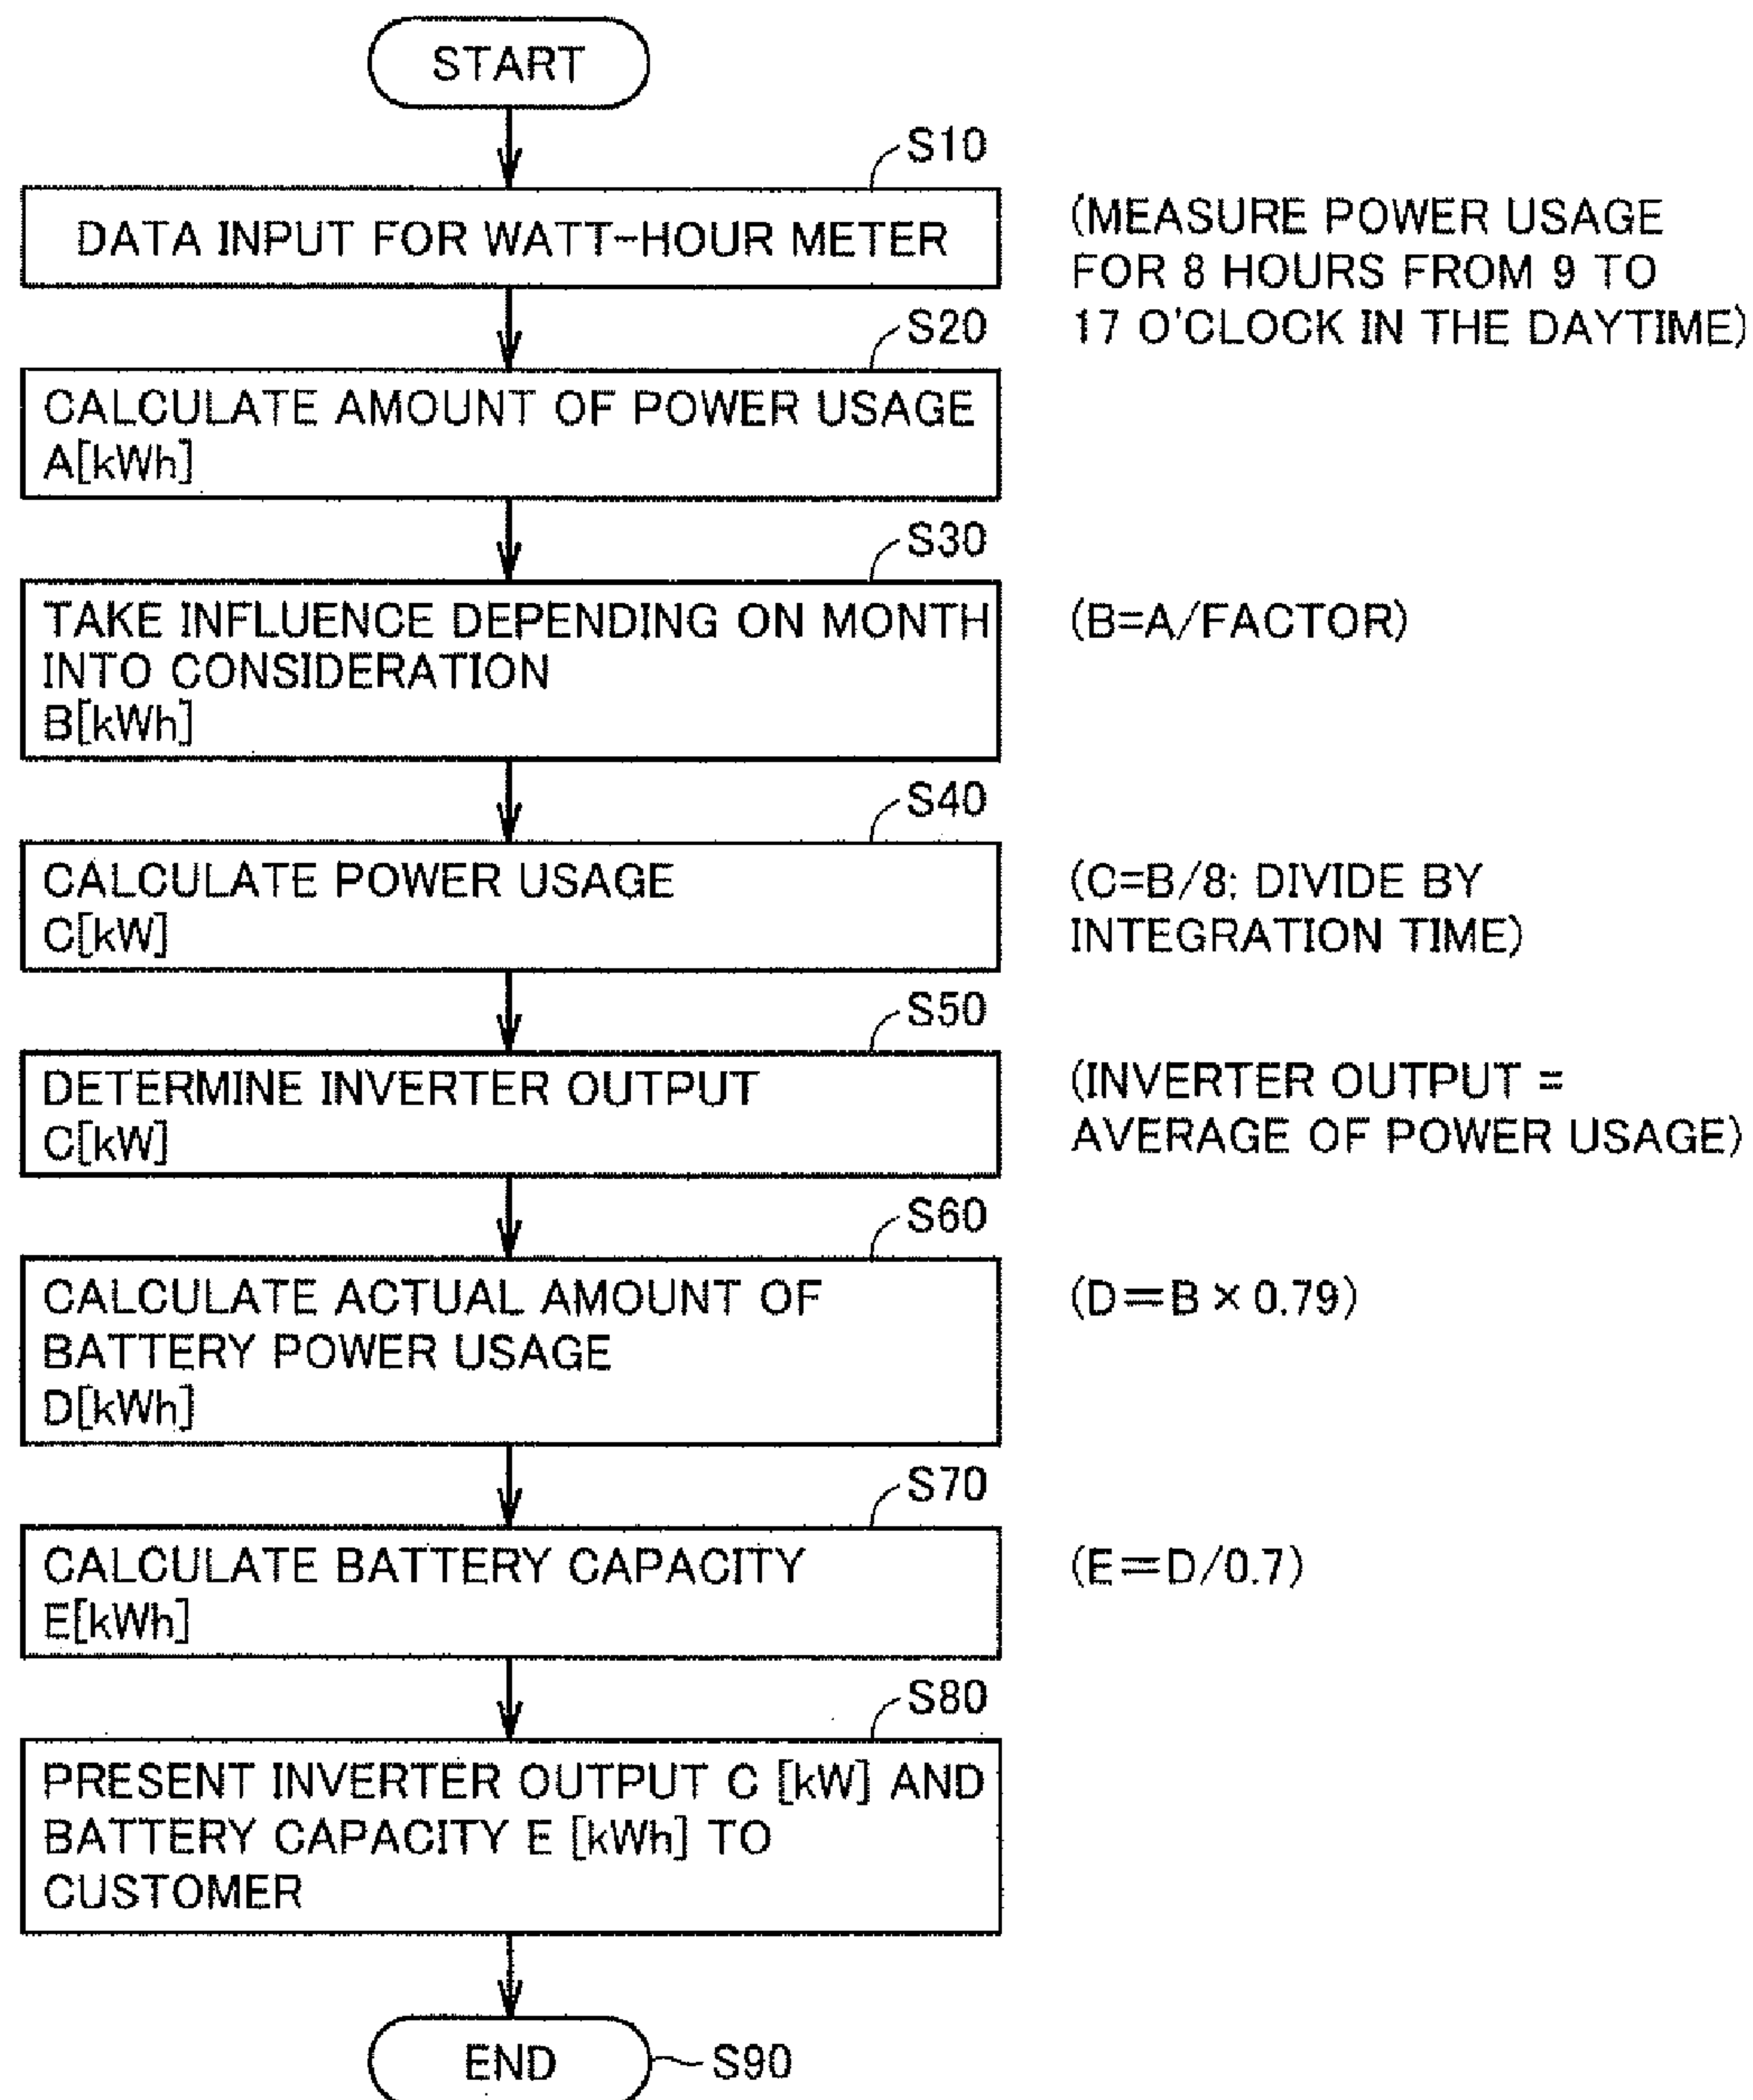 START
S10
DATA INPUT FOR WATT-HOUR METER
(MEASURE POWER USAGE
FOR 8 HOURS FROM 9 TO
17 O'CLOCK IN THE DAYTIME)
S20
CALCULATE AMOUNT OF POWER USAGE
A[kWh]
S30
TAKE INFLUENCE DEPENDING ON MONTH
INTO CONSIDERATION
B[kWh]
(B=A/FACTOR)
S40
CALCULATE POWER USAGE
C[kW]
(C=B/8; DIVIDE BY
INTEGRATION TIME)
S50
DETERMINE INVERTER OUTPUT
C[kW]
(INVERTER OUTPUT =
AVERAGE OF POWER USAGE)
S60
CALCULATE ACTUAL AMOUNT OF
BATTERY POWER USAGE
D[kWh]
(D=B×0.79)
S70
CALCULATE BATTERY CAPACITY
E[kWh]
(E=D/0.7)
S80
PRESENT INVERTER OUTPUT C [kW] AND
BATTERY CAPACITY E [kWh] TO
CUSTOMER
END
S90